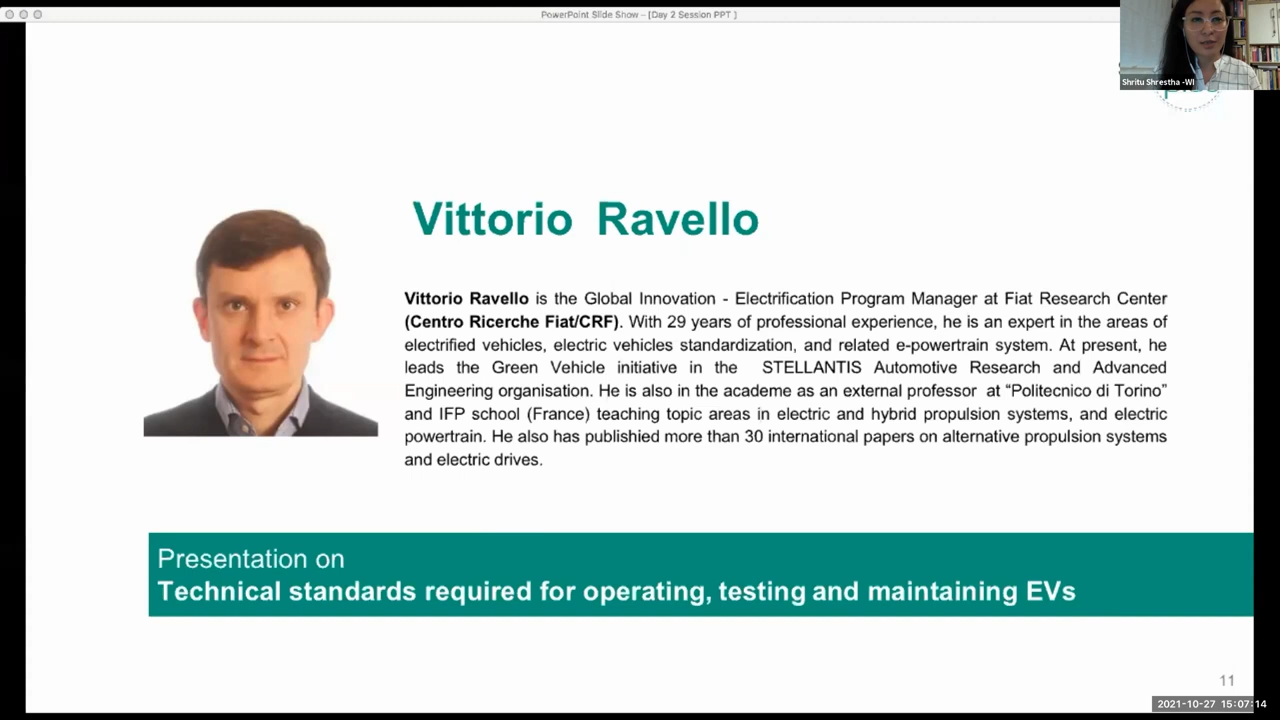 PowerPoint Slide Show - [Day 2 Session PPT ]
Shritu Shrestha -WI
Vittorio Ravello
Vittorio Ravello is the Global Innovation - Electrification Program Manager at Fiat Research Center
(Centro Ricerche Fiat/CRF). With 29 years of professional experience, he is an expert in the areas of
electrified vehicles, electric vehicles standardization, and related e-powertrain system. At present, he
leads the Green Vehicle initiative in the STELLANTIS Automotive Research and Advanced
Engineering organisation. He is also in the academe as an external professor at “Politecnico di Torino”
and IFP school (France) teaching topic areas in electric and hybrid propulsion systems, and electric
powertrain. He also has publishied more than 30 international papers on alternative propulsion systems
and electric drives.
Presentation on
Technical standards required for operating, testing and maintaining EVs
11
2021-10-27 15:07:14